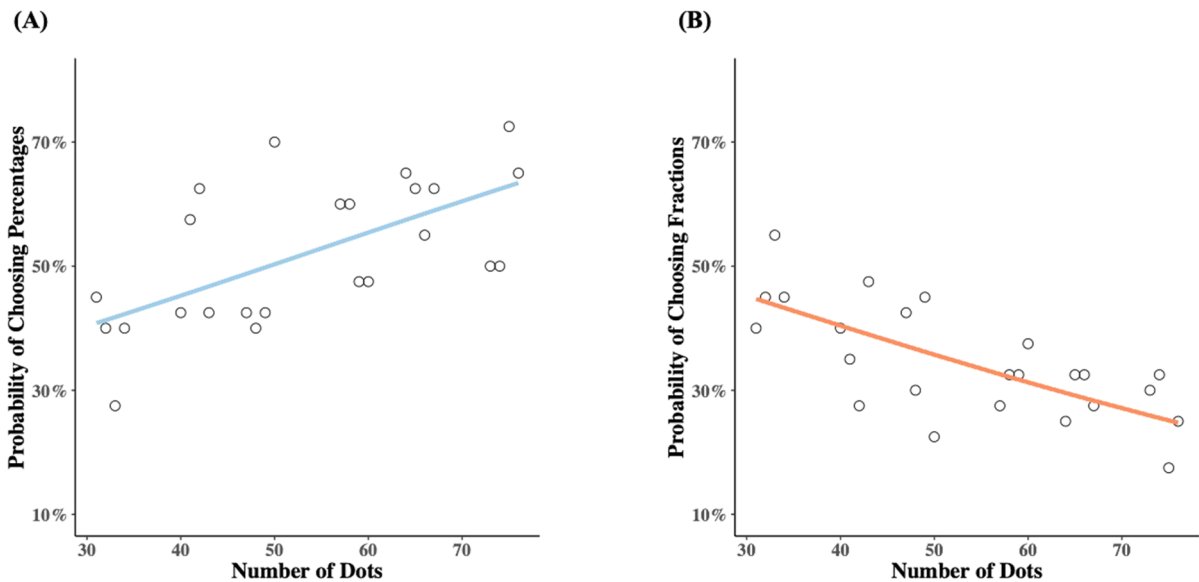 (A)
Probability of Choosing Percentages
70%
50%
30%
10%
30 40 50 60 70
Number of Dots
(B)
Probability of Choosing Fractions
70%
50%
30%
10%
30 40 50 60 70
Number of Dots